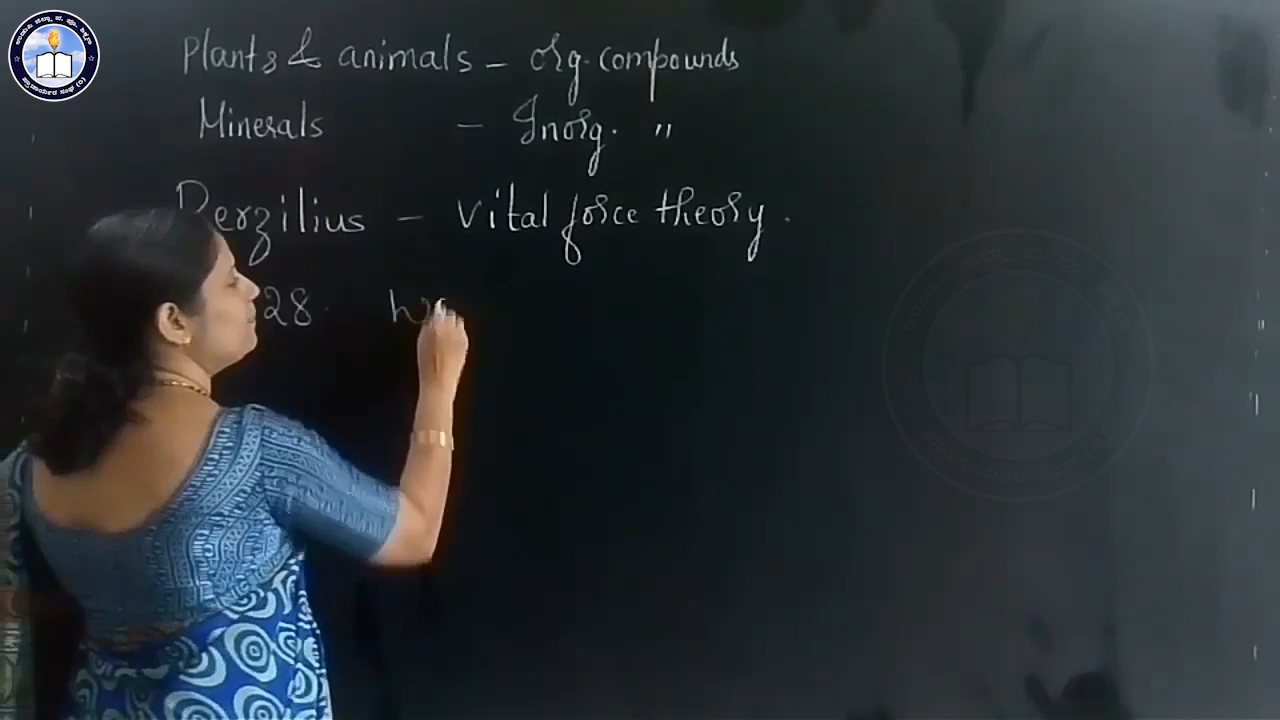 Plants & animals – org. compounds
Minerals – Inorg. "
Berzilius – Vital force theory.
28.